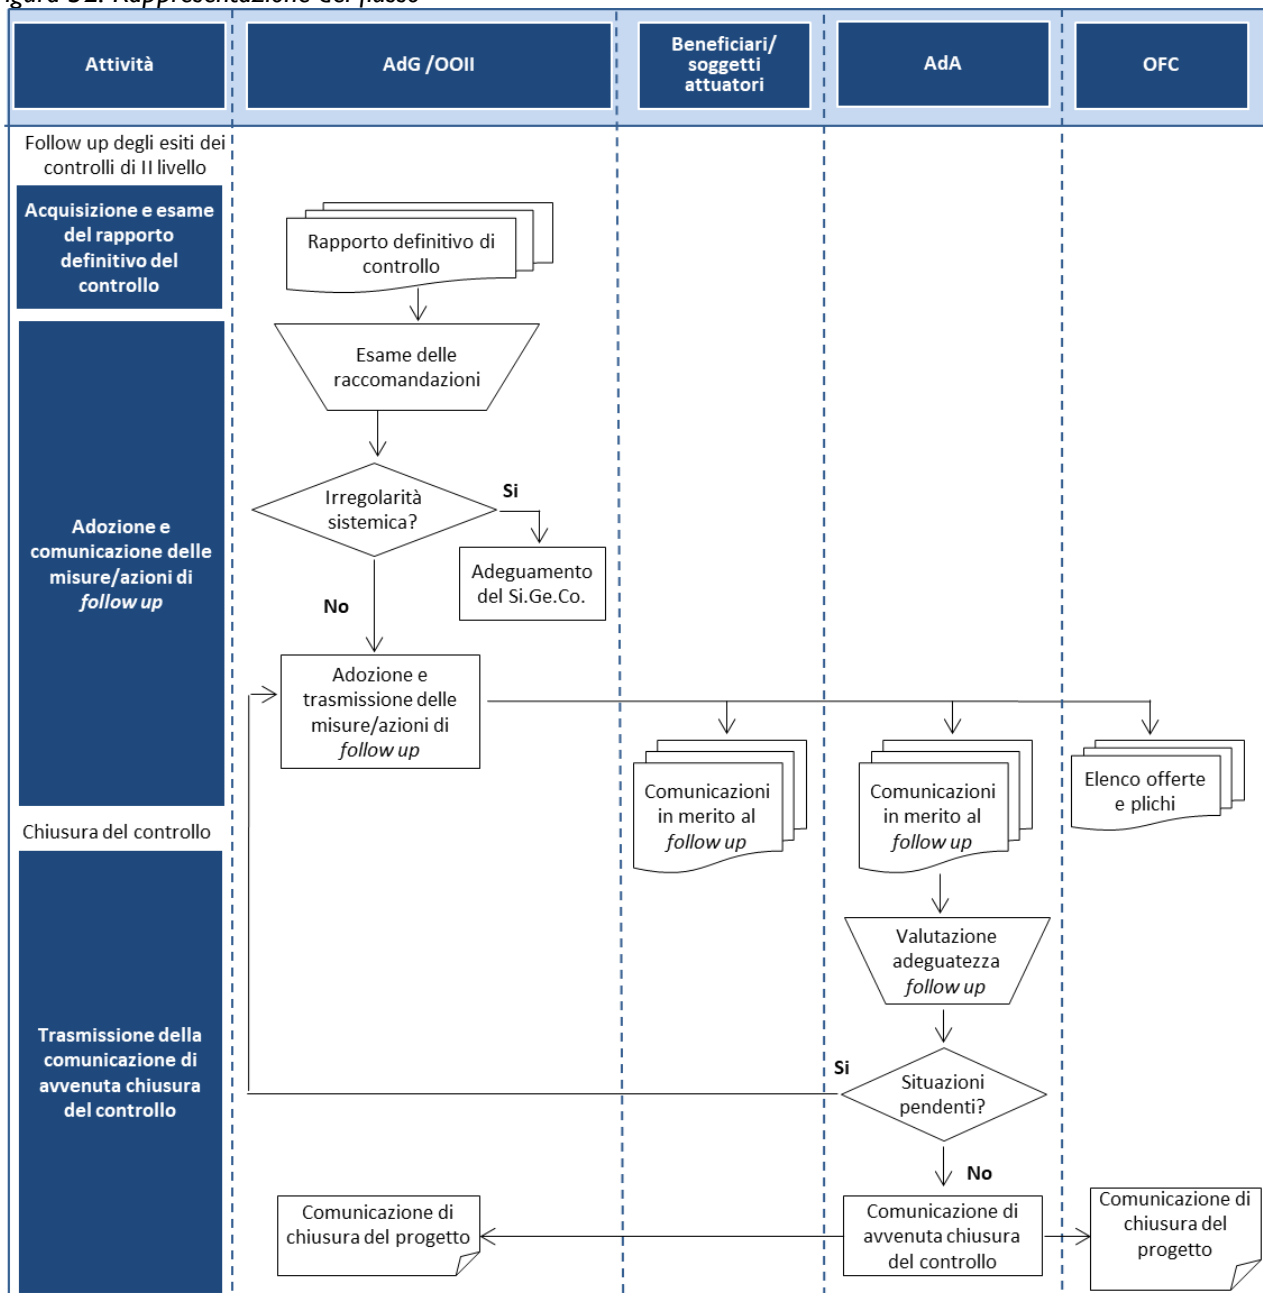 Figura 32: Rappresentazione del flusso
Attività
AdG /OOII
Beneficiari/
soggetti
attuatori
AdA
OFC
Follow up degli esiti dei
controlli di II livello
Acquisizione e esame
del rapporto
definitivo del
controllo
Rapporto definitivo di
controllo
Esame delle
raccomandazioni
Adozione e
comunicazione delle
misure/azioni di
follow up
Irregolarità
sistemica?
Si
Adeguamento
del Si.Ge.Co.
No
Adozione e
trasmissione delle
misure/azioni di
follow up
Comunicazioni
in merito al
follow up
Comunicazioni
in merito al
follow up
Elenco offerte
e plichi
Chiusura del controllo
Valutazione
adeguatezza
follow up
Trasmissione della
comunicazione di
avvenuta chiusura
del controllo
Si
Situazioni
pendenti?
No
Comunicazione di
chiusura del progetto
Comunicazione di
avvenuta chiusura
del controllo
Comunicazione di
chiusura del
progetto